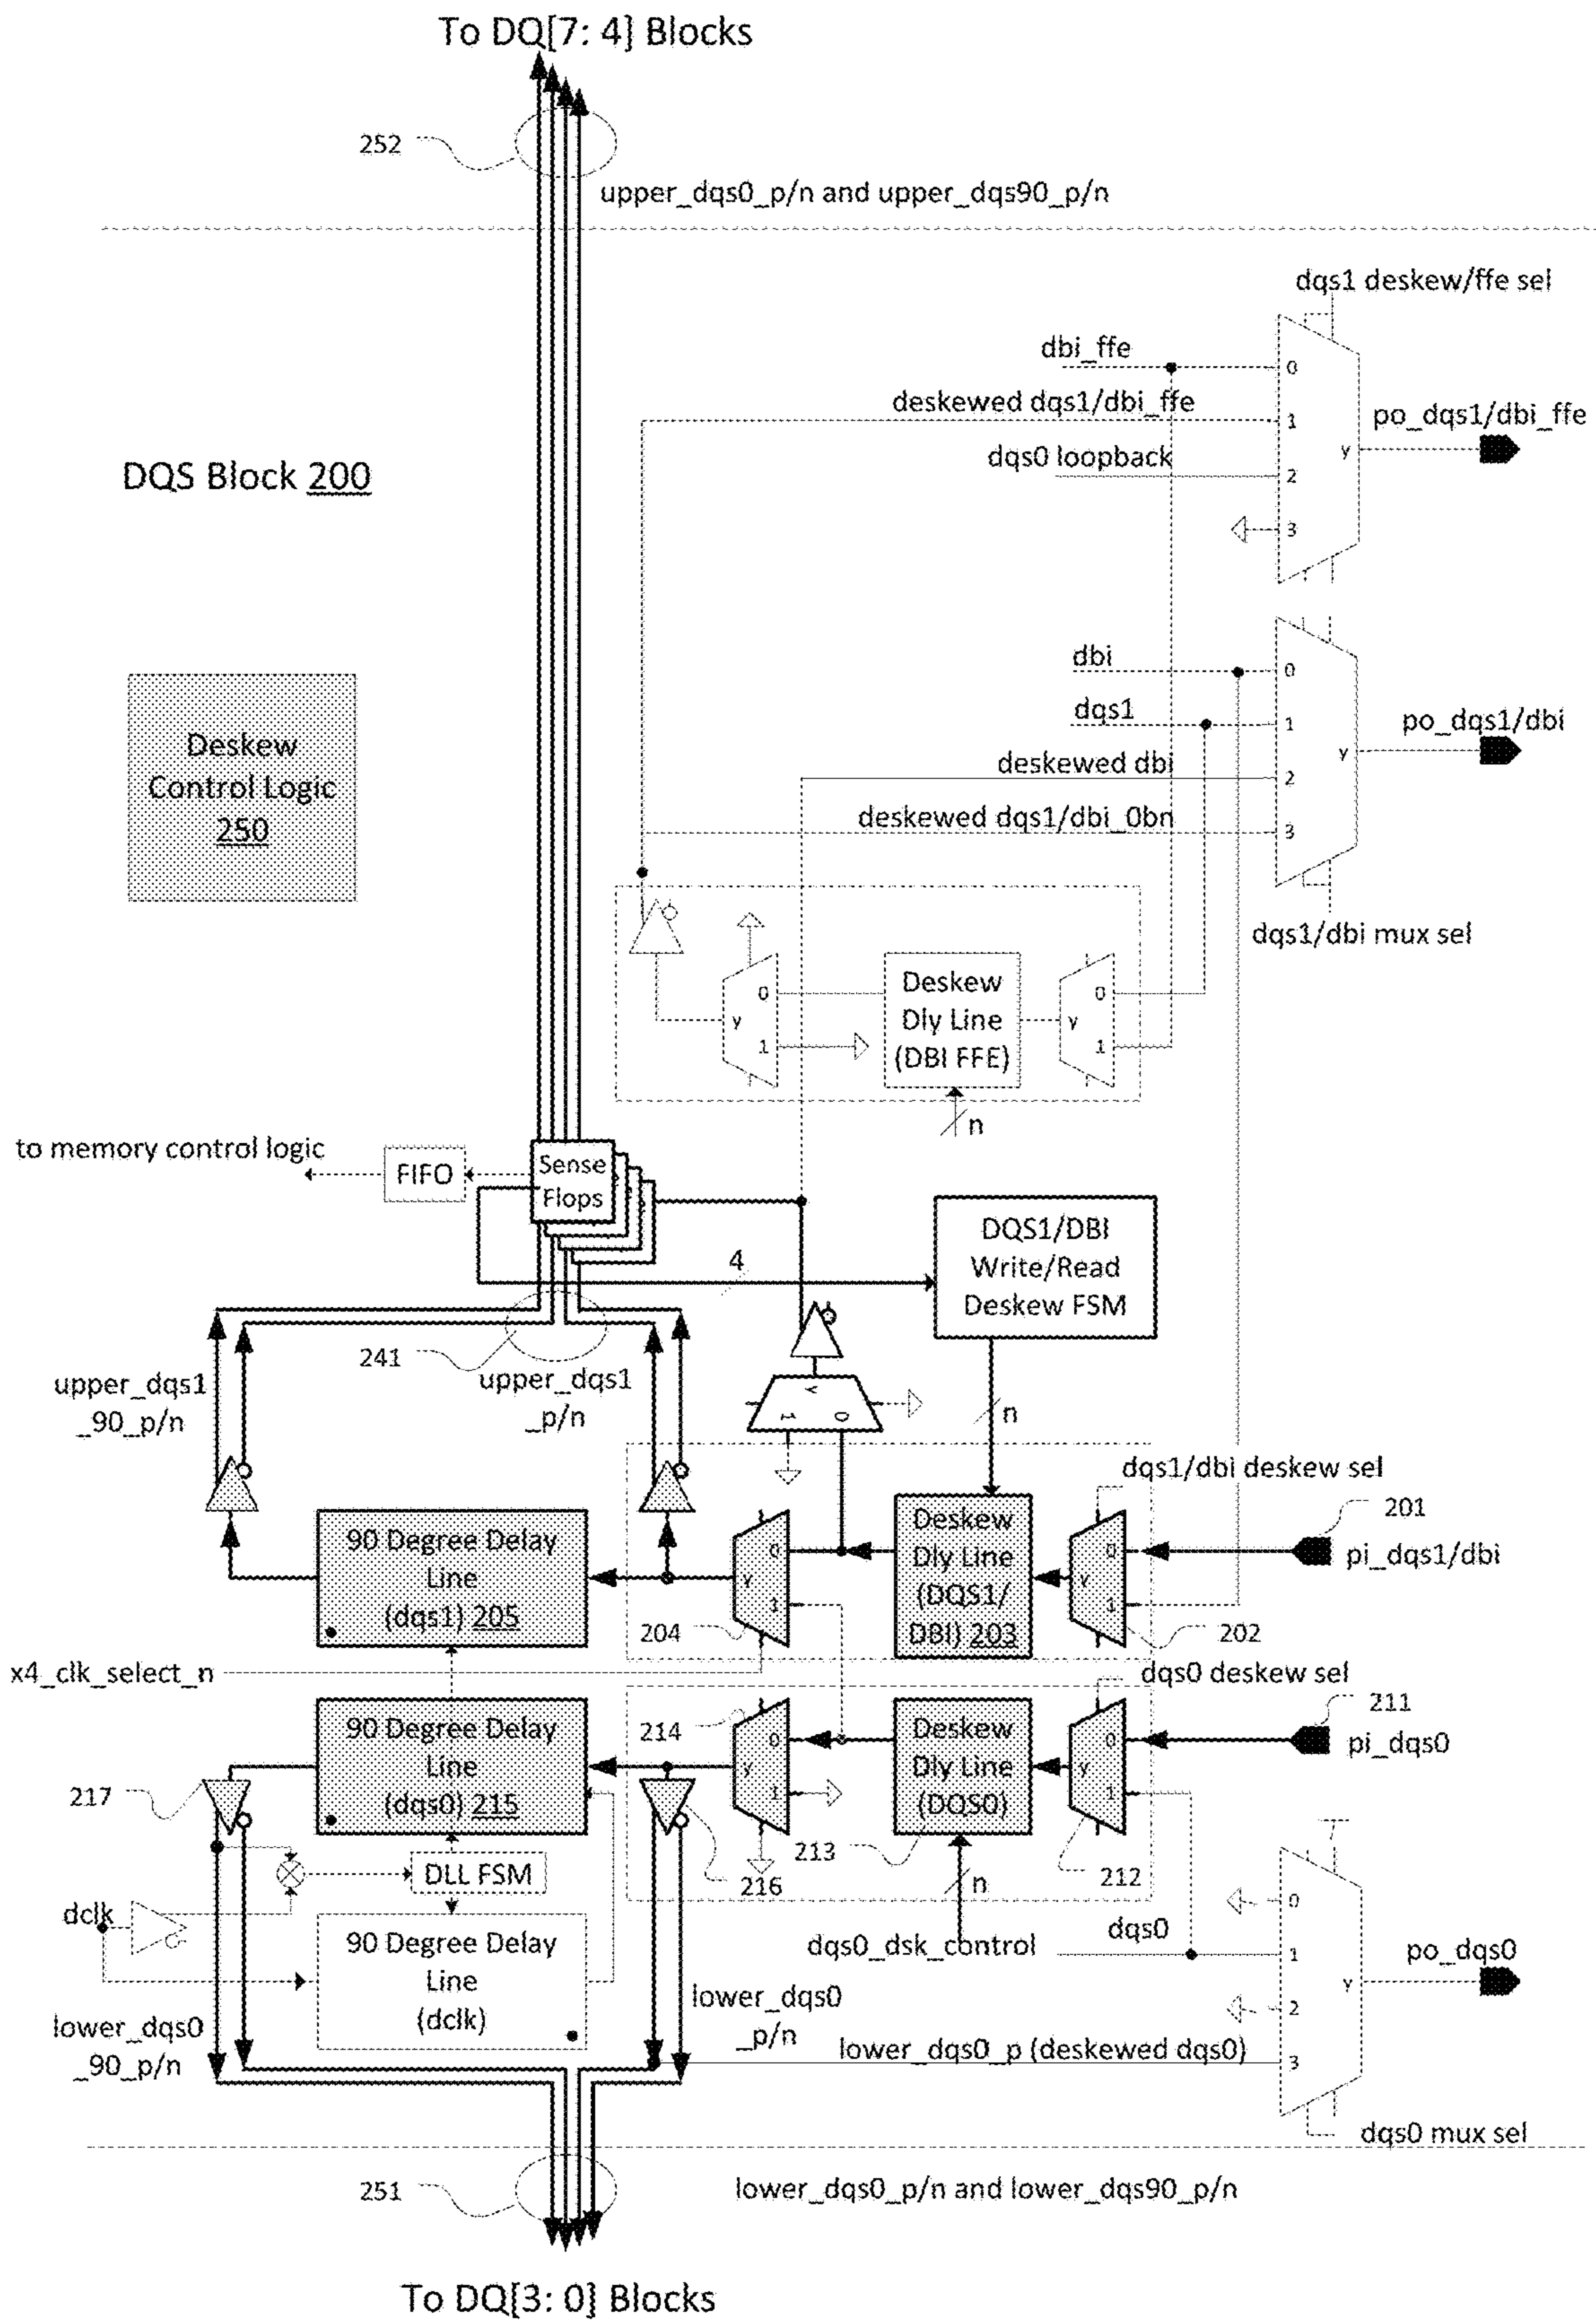 To DQ[7: 4] Blocks
252
upper_dqs0_p/n and upper_dqs90_p/n
dqs1 deskew/ffe sel
dbi_ffe
0
deskewed dqs1/dbi_ffe
1
po_dqs1/dbi_ffe
y
dqs0 loopback
2
DQS Block 200
3
dbi
0
dqs1
1
po_dqs1/dbi
y
Deskew
Control Logic
250
deskewed dbi
2
deskewed dqs1/dbi_0bn
3
dqs1/dbi mux sel
0
y
1
Deskew
Dly Line
(DBI FFE)
0
y
1
n
to memory control logic
FIFO
Sense
Flops
4
DQS1/DBI
Write/Read
Deskew FSM
241
upper_dqs1
_90_p/n
upper_dqs1
_p/n
y
1
0
n
dqs1/dbi deskew sel
201
90 Degree Delay
Line
(dqs1) 205
0
y
1
204
Deskew
Dly Line
(DQS1/
DBI) 203
0
y
1
pi_dqs1/dbi
202
x4_clk_select_n
dqs0 deskew sel
211
90 Degree Delay
Line
(dqs0) 215
214
0
y
1
Deskew
Dly Line
(DQS0)
0
y
1
pi_dqs0
217
213
212
216
n
DLL FSM
dclk
90 Degree Delay
Line
(dclk)
dqs0_dsk_control
dqs0
0
1
po_dqs0
y
2
lower_dqs0
_90_p/n
lower_dqs0
_p/n
lower_dqs0_p (deskewed dqs0)
3
dqs0 mux sel
251
lower_dqs0_p/n and lower_dqs90_p/n
To DQ[3: 0] Blocks